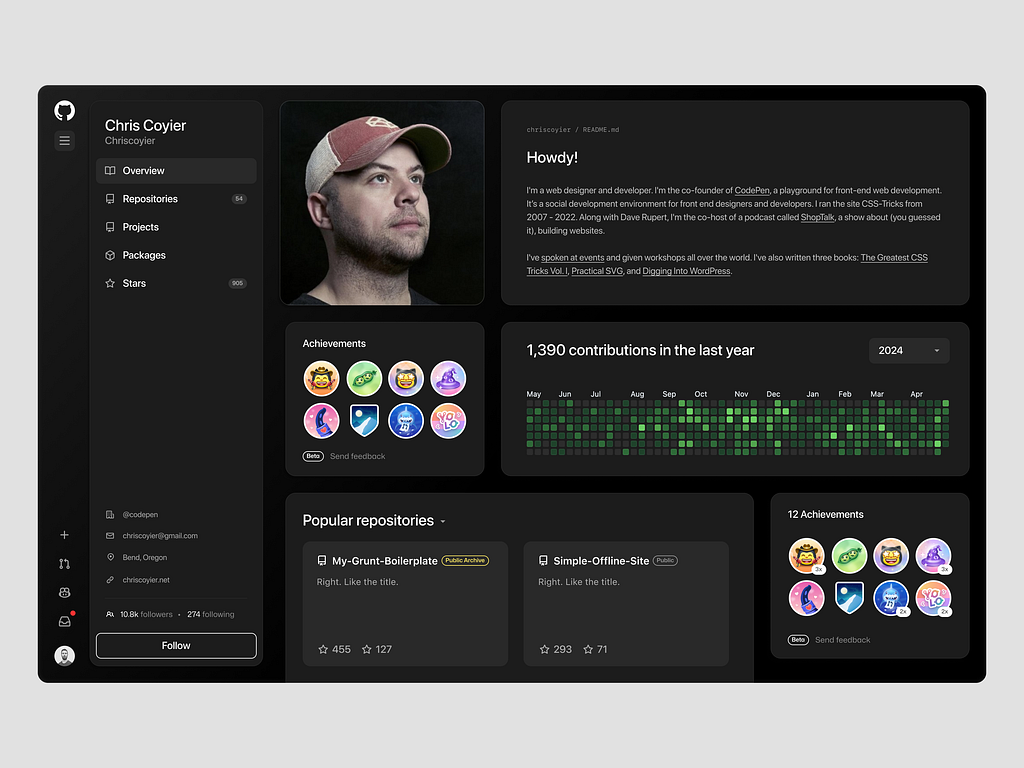 Chris Coyier
Chriscoyier
Overview
Repositories 54
Projects
Packages
Stars 905
@codepen
chriscoyier@gmail.com
Bend, Oregon
chriscoyier.net
10.8k followers • 274 following
Follow
chriscoyier / README.md
Howdy!
I'm a web designer and developer. I'm the co-founder of CodePen, a playground for front-end web development.
It's a social development environment for front end designers and developers. I ran the site CSS-Tricks from
2007 - 2022. Along with Dave Rupert, I'm the co-host of a podcast called ShopTalk, a show about (you guessed
it), building websites.
I've spoken at events and given workshops all over the world. I've also written three books: The Greatest CSS
Tricks Vol. I, Practical SVG, and Digging Into WordPress.
Achievements
YOLO
Beta Send feedback
1,390 contributions in the last year
2024
May Jun Jul Aug Sep Oct Nov Dec Jan Feb Mar Apr
Popular repositories
My-Grunt-Boilerplate Public Archive
Right. Like the title.
455 127
Simple-Offline-Site Public
Right. Like the title.
293 71
12 Achievements
3x 3x
YOLO
2x 2x
Beta Send feedback